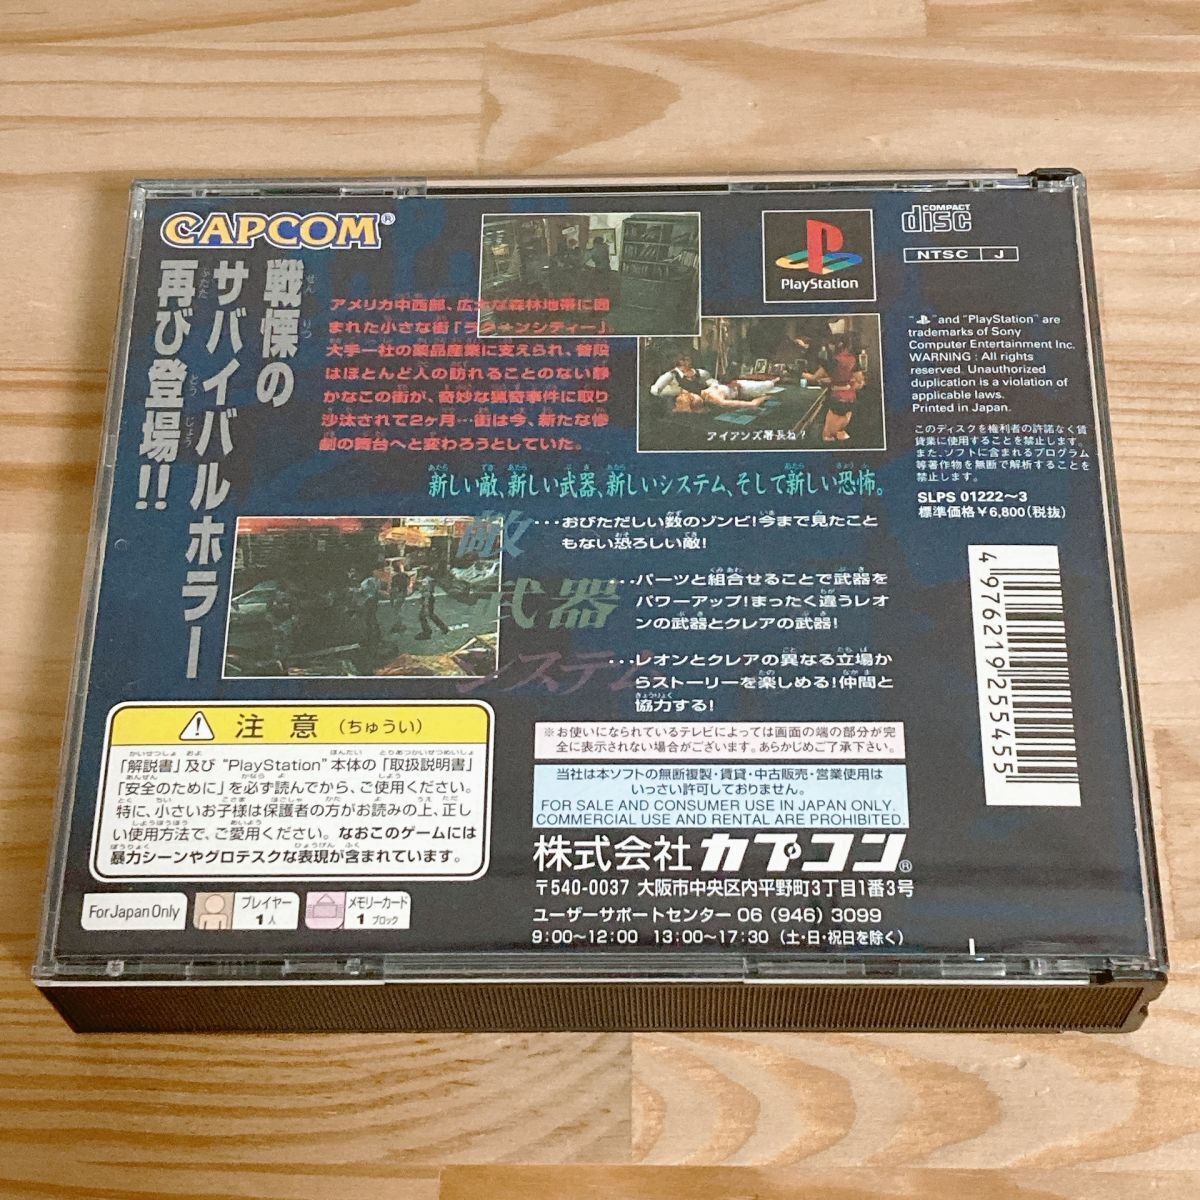 CAPCOM®
戦慄の
サバイバルホラー
再び登場!!
アメリカ中西部、広大な森林地帯に囲
まれた小さな街「ラクーンシティー」。
大手一社の薬品産業に支えられ、普段
はほとんど人の訪れることのない静
かなこの街が、奇妙な猟奇事件に取り
沙汰されて2ヶ月…街は今、新たな惨
劇の舞台へと変わろうとしていた。
アイアンズ署長ね?
PlayStation
COMPACT
disc
NTSC J
"PS" and "PlayStation" are
trademarks of Sony
Computer Entertainment Inc.
WARNING : All rights
reserved. Unauthorized
duplication is a violation of
applicable laws.
Printed in Japan.
このディスクを権利者の許諾なく賃
貸業に使用することを禁止します。
また、ソフトに含まれるプログラム
等著作物を無断で解析することを
禁止します。
SLPS 01222〜3
標準価格¥6,800(税抜)
新しい敵、新しい武器、新しいシステム、そして新しい恐怖。
敵
…おびただしい数のゾンビ!今まで見たこと
もない恐ろしい敵!
武器
…パーツと組合せることで武器を
パワーアップ!まったく違うレオ
ンの武器とクレアの武器!
システム
…レオンとクレアの異なる立場か
らストーリーを楽しめる!仲間と
協力する!
4976219255455
注意(ちゅうい)
「解説書」及び"PlayStation"本体の「取扱説明書」
「安全のために」を必ず読んでから、ご使用ください。
特に、小さいお子様は保護者の方がお読みの上、正し
い使用方法で、ご愛用ください。なおこのゲームには
暴力シーンやグロテスクな表現が含まれています。
For Japan Only
プレイヤー
1人
メモリーカード
1ブロック
※お使いになられているテレビによっては画面の端の部分が完
全に表示されない場合がございます。あらかじめご了承下さい。
当社は本ソフトの無断複製・賃貸・中古販売・営業使用は
いっさい許可しておりません。
FOR SALE AND CONSUMER USE IN JAPAN ONLY.
COMMERCIAL USE AND RENTAL ARE PROHIBITED.
株式会社カプコン®
〒540-0037 大阪市中央区内平野町3丁目1番3号
ユーザーサポートセンター 06(946)3099
9:00〜12:00 13:00〜17:30(土・日・祝日を除く)